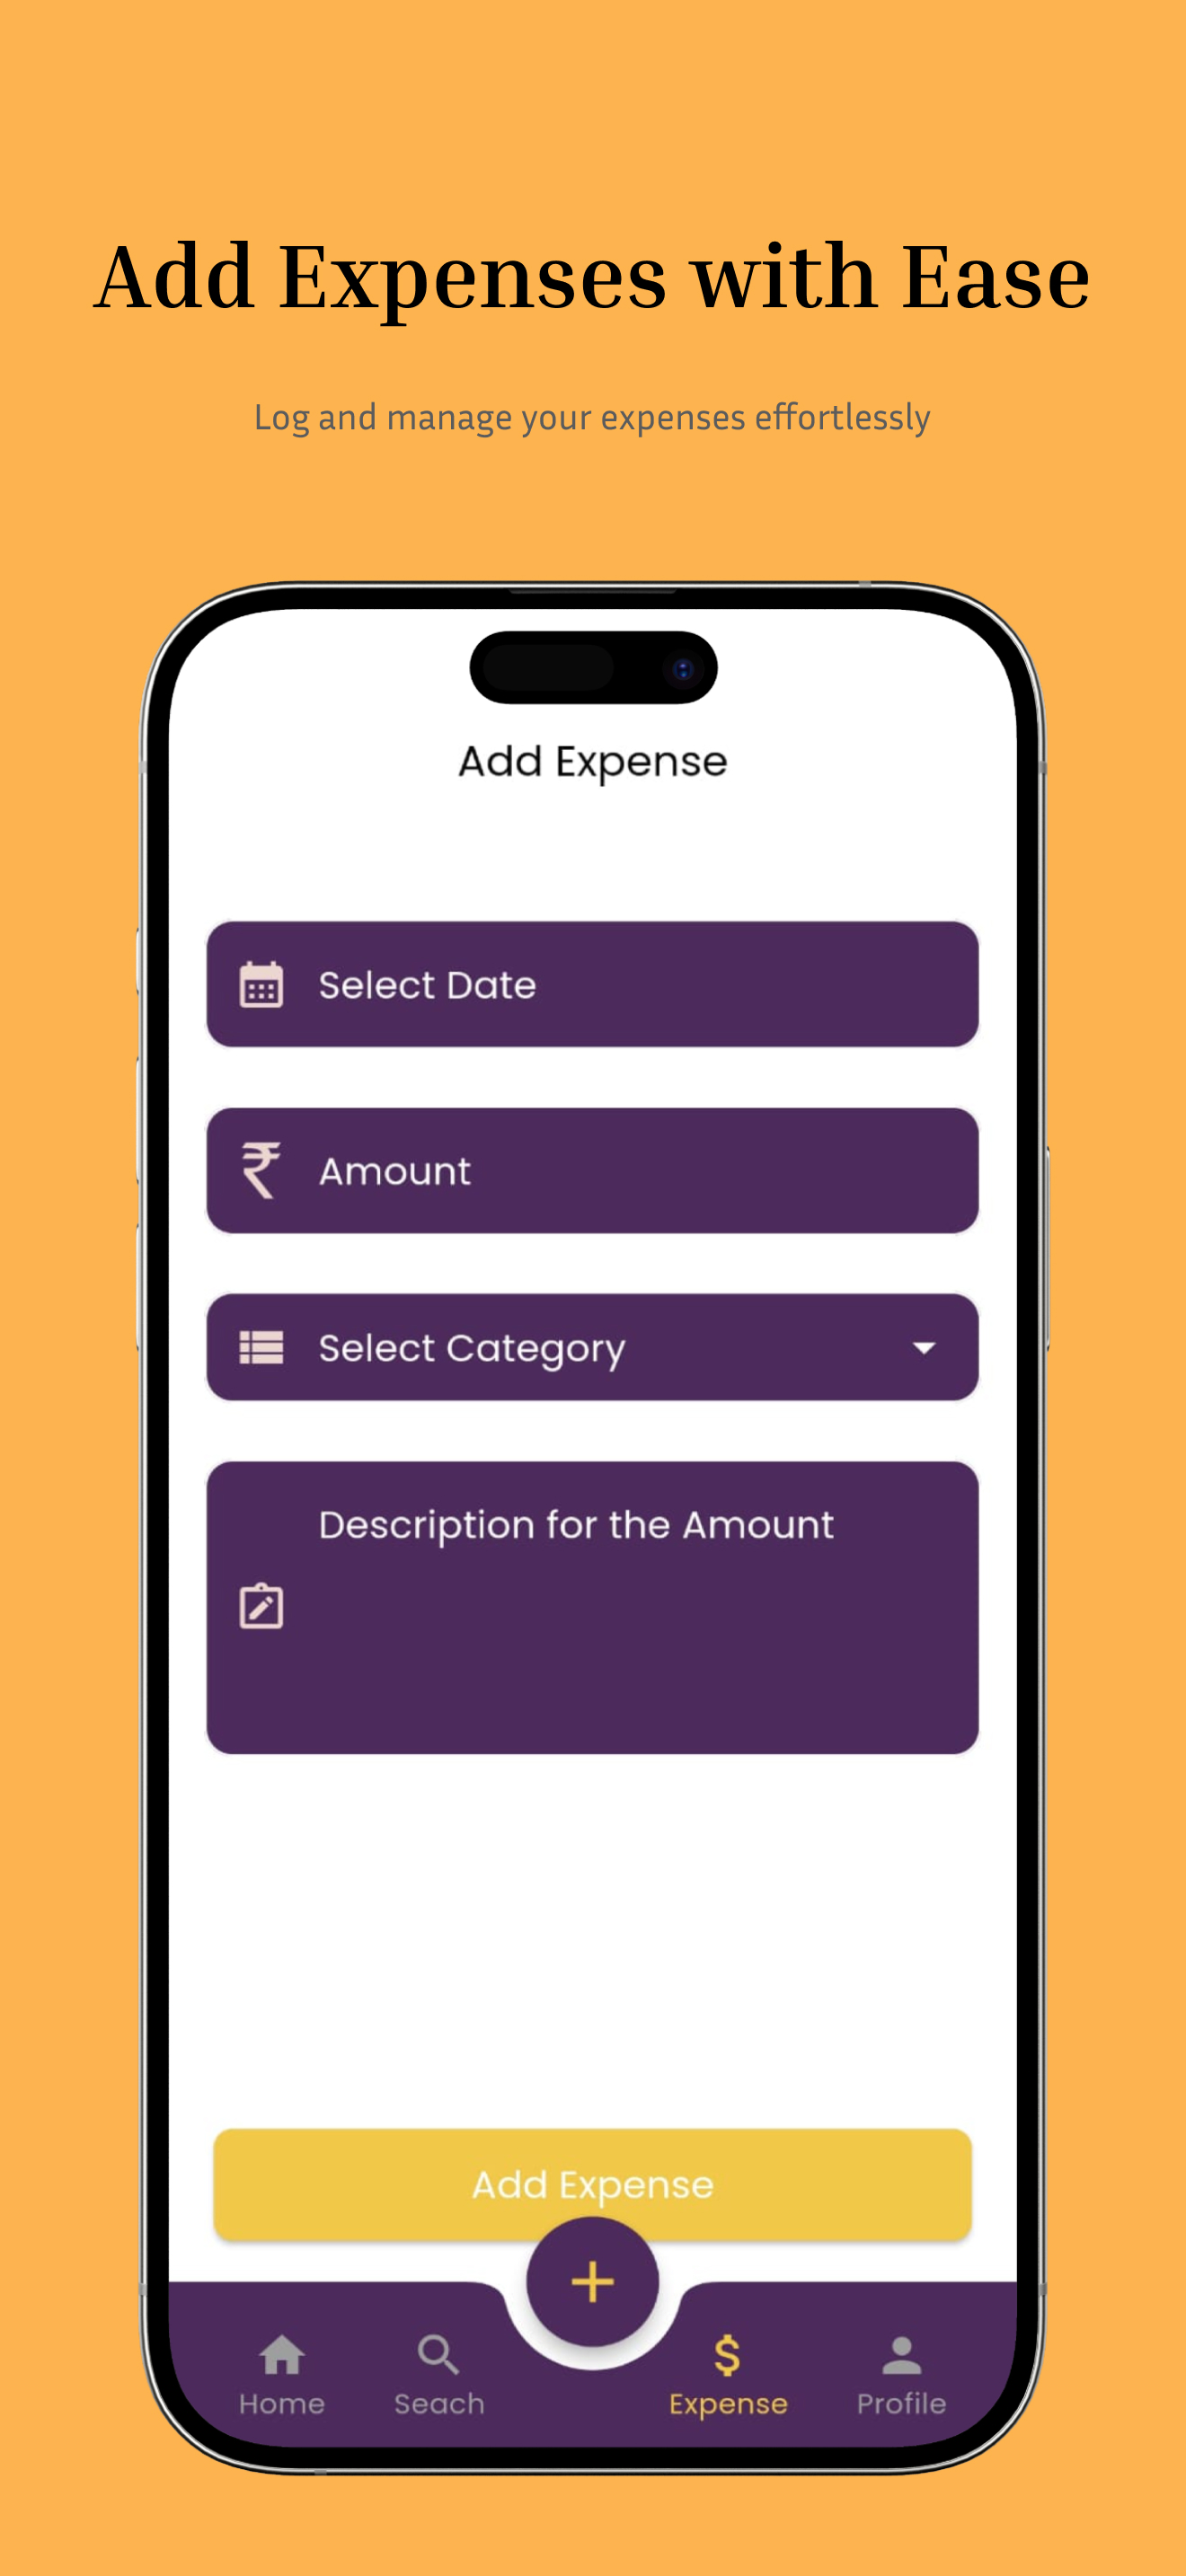 Add Expenses with Ease
Log and manage your expenses effortlessly
Add Expense
Select Date
₹ Amount
Select Category
Description for the Amount
Add Expense
+
$
Home Seach Expense Profile